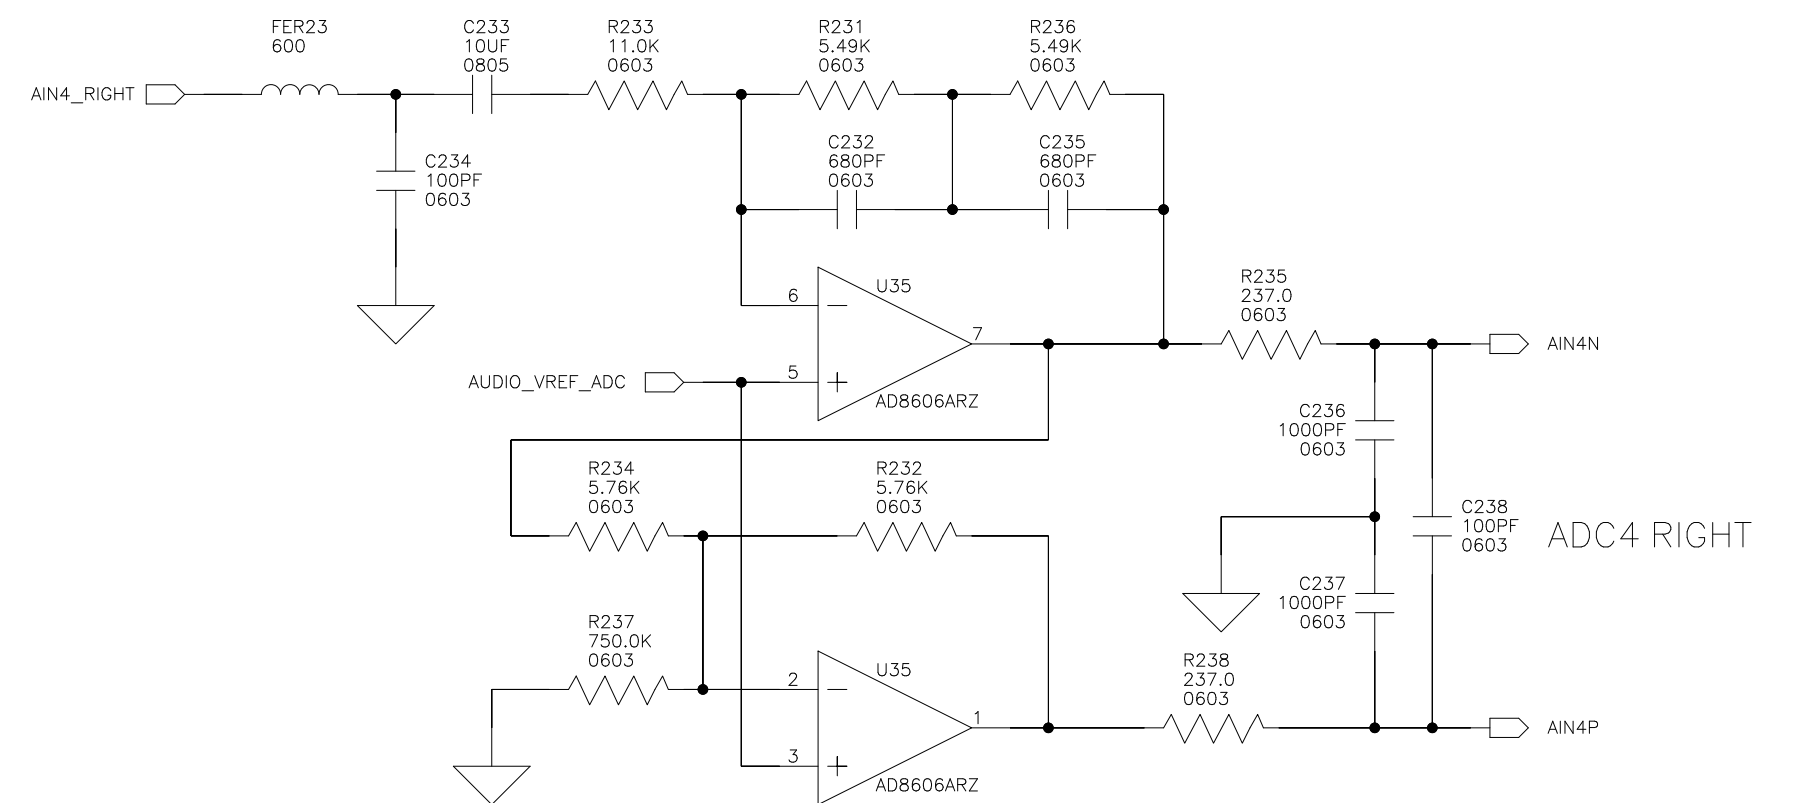 FER23
600
C233
10UF
0805
R233
11.0K
0603
R231
5.49K
0603
R236
5.49K
0603
AIN4_RIGHT
C234
100PF
0603
C232
680PF
0603
C235
680PF
0603
U35
6
7
5
AD8606ARZ
AUDIO_VREF_ADC
R235
237.0
0603
AIN4N
C236
1000PF
0603
R234
5.76K
0603
R232
5.76K
0603
C238
100PF
0603
ADC4 RIGHT
C237
1000PF
0603
R237
750.0K
0603
U35
2
1
3
AD8606ARZ
R238
237.0
0603
AIN4P